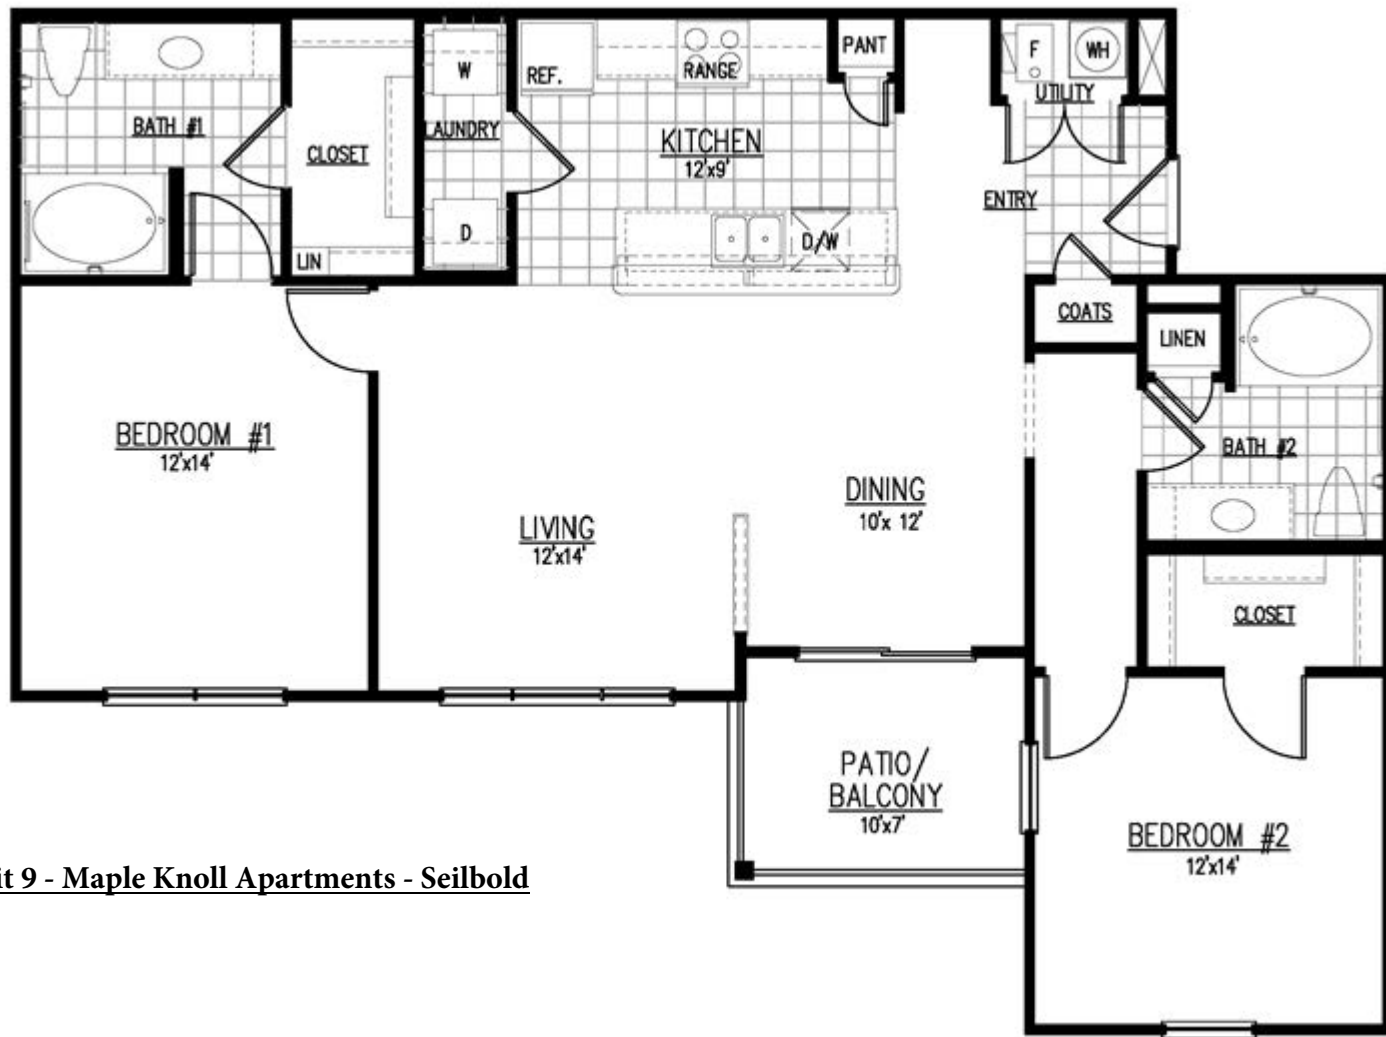 PANT
F
WH
W
REF.
RANGE
UTILITY
BATH #1
LAUNDRY
KITCHEN
12'x9'
CLOSET
ENTRY
D
D/W
LIN
COATS
LINEN
BEDROOM #1
12'x14'
BATH #2
DINING
10'x 12'
LIVING
12'x14'
CLOSET
PATIO/
BALCONY
10'x7'
BEDROOM #2
12'x14'
9 - Maple Knoll Apartments - Seilbold